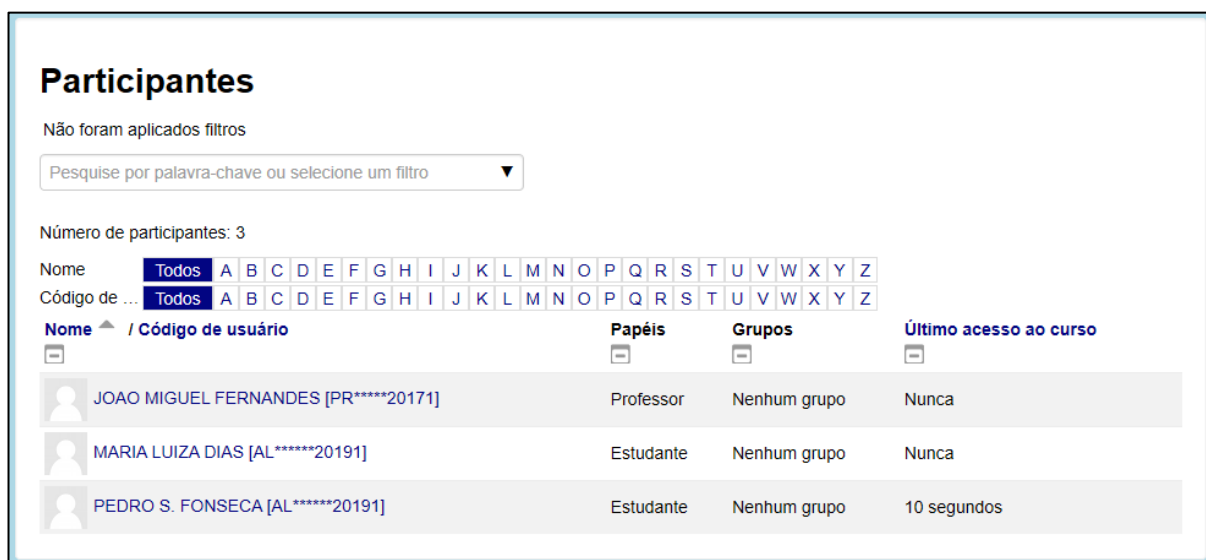 Participantes
Não foram aplicados filtros
Pesquise por palavra-chave ou selecione um filtro ▼
Número de participantes: 3
Nome Todos A B C D E F G H I J K L M N O P Q R S T U V W X Y Z
Código de ... Todos A B C D E F G H I J K L M N O P Q R S T U V W X Y Z
Nome / Código de usuário Papéis Grupos Último acesso ao curso
JOAO MIGUEL FERNANDES [PR*****20171] Professor Nenhum grupo Nunca
MARIA LUIZA DIAS [AL******20191] Estudante Nenhum grupo Nunca
PEDRO S. FONSECA [AL******20191] Estudante Nenhum grupo 10 segundos